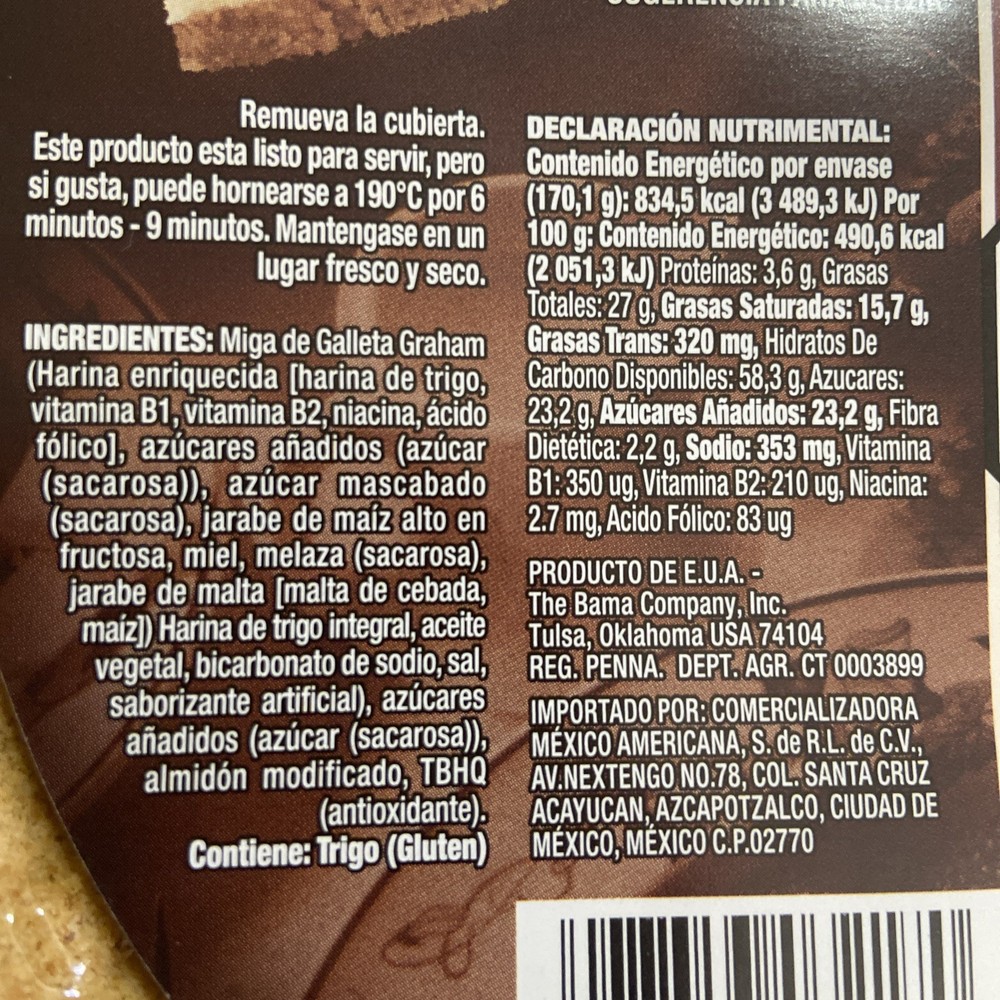 Remueva la cubierta.
Este producto esta listo para servir, pero
si gusta, puede hornearse a 190°C por 6
minutos - 9 minutos. Mantengase en un
lugar fresco y seco.
INGREDIENTES: Miga de Galleta Graham
(Harina enriquecida [harina de trigo,
vitamina B1, vitamina B2, niacina, ácido
fólico], azúcares añadidos (azúcar
(sacarosa)), azúcar mascabado
(sacarosa), jarabe de maíz alto en
fructosa, miel, melaza (sacarosa),
jarabe de malta [malta de cebada,
maíz]) Harina de trigo integral, aceite
vegetal, bicarbonato de sodio, sal,
saborizante artificial), azúcares
añadidos (azúcar (sacarosa)),
almidón modificado, TBHQ
(antioxidante).
Contiene: Trigo (Gluten)
DECLARACIÓN NUTRIMENTAL:
Contenido Energético por envase
(170,1 g): 834,5 kcal (3 489,3 kJ) Por
100 g: Contenido Energético: 490,6 kcal
(2 051,3 kJ) Proteínas: 3,6 g, Grasas
Totales: 27 g, Grasas Saturadas: 15,7 g,
Grasas Trans: 320 mg, Hidratos De
Carbono Disponibles: 58,3 g, Azucares:
23,2 g, Azúcares Añadidos: 23,2 g, Fibra
Dietética: 2,2 g, Sodio: 353 mg, Vitamina
B1: 350 ug, Vitamina B2: 210 ug, Niacina:
2.7 mg, Acido Fólico: 83 ug
PRODUCTO DE E.U.A. -
The Bama Company, Inc.
Tulsa, Oklahoma USA 74104
REG. PENNA. DEPT. AGR. CT 0003899
IMPORTADO POR: COMERCIALIZADORA
MÉXICO AMERICANA, S. de R.L. de C.V.,
AV.NEXTENGO NO.78, COL. SANTA CRUZ
ACAYUCAN, AZCAPOTZALCO, CIUDAD DE
MÉXICO, MÉXICO C.P.02770